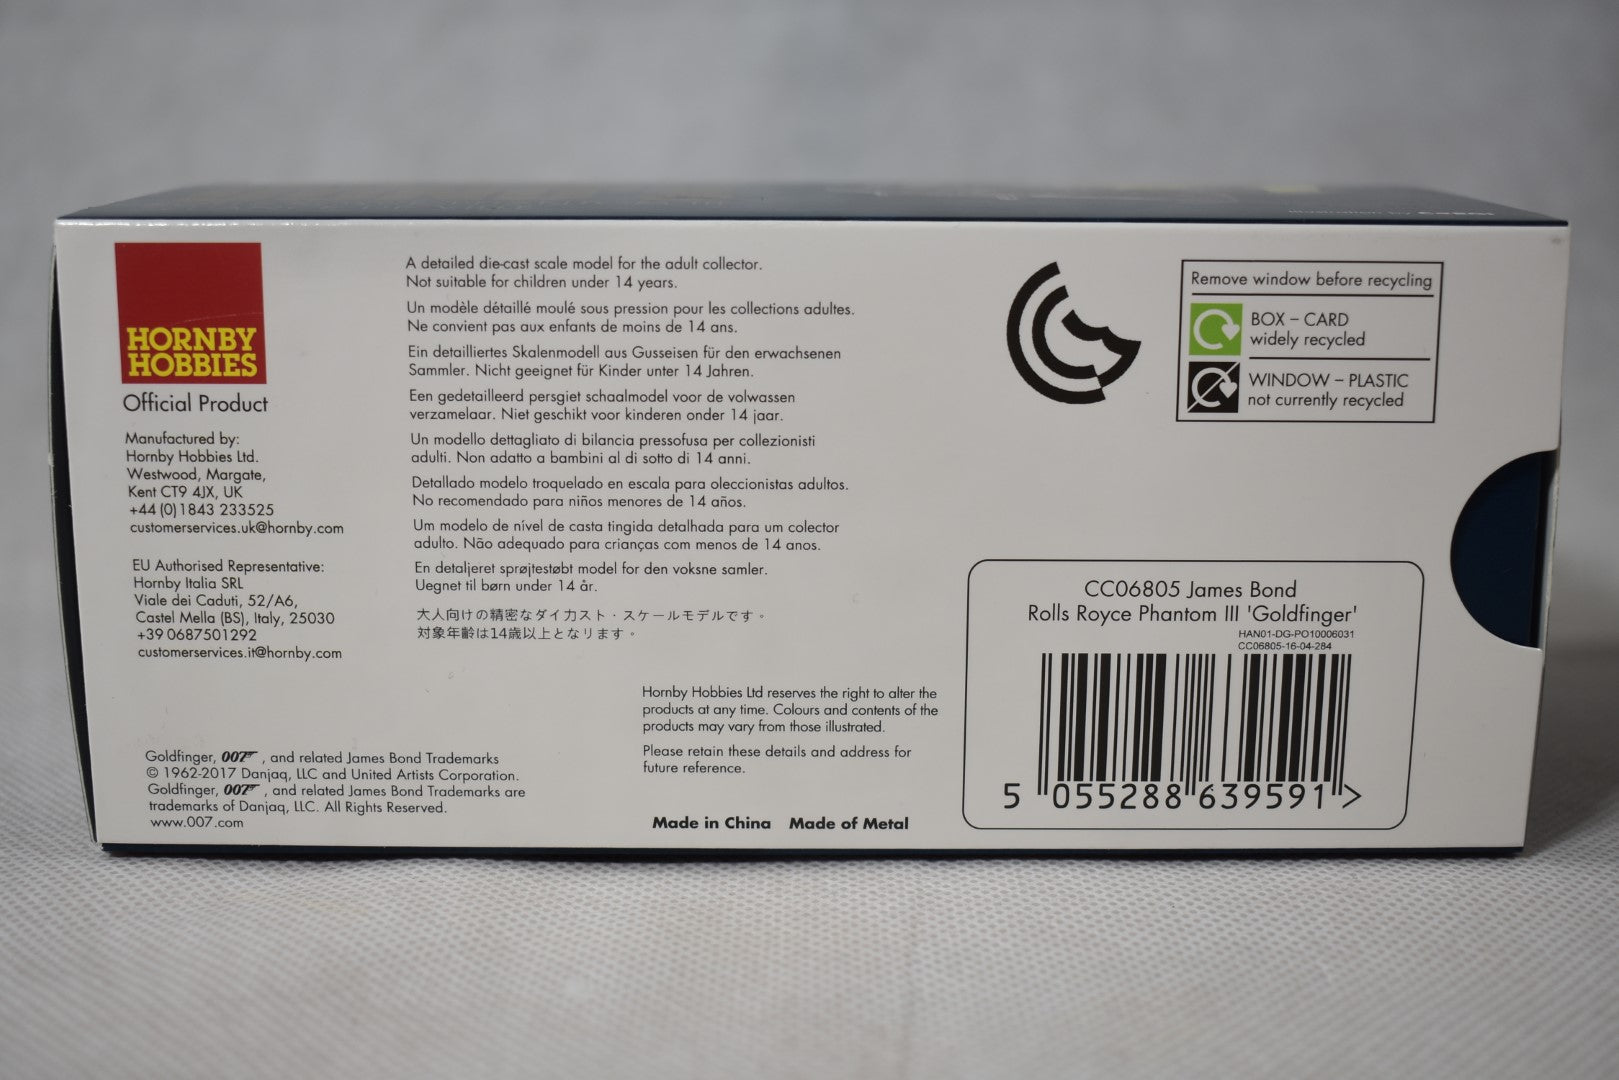 HORNBY
HOBBIES
Official Product
Manufactured by:
Hornby Hobbies Ltd.
Westwood, Margate,
Kent CT9 4JX, UK
+44 (0)1843 233525
customerservices.uk@hornby.com
EU Authorised Representative:
Hornby Italia SRL
Viale dei Caduti, 52/A6,
Castel Mella (BS), Italy, 25030
+39 0687501292
customerservices.it@hornby.com
Goldfinger, 007, and related James Bond Trademarks
© 1962-2017 Danjaq, LLC and United Artists Corporation.
Goldfinger, 007, and related James Bond Trademarks are
trademarks of Danjaq, LLC. All Rights Reserved.
www.007.com
A detailed die-cast scale model for the adult collector.
Not suitable for children under 14 years.
Un modèle détaillé moulé sous pression pour les collections adultes.
Ne convient pas aux enfants de moins de 14 ans.
Ein detailliertes Skalenmodell aus Gusseisen für den erwachsenen
Sammler. Nicht geeignet für Kinder unter 14 Jahren.
Een gedetailleerd persgiet schaalmodel voor de volwassen
verzamelaar. Niet geschikt voor kinderen onder 14 jaar.
Un modello dettagliato di bilancia pressofusa per collezionisti
adulti. Non adatto a bambini al di sotto di 14 anni.
Detallado modelo troquelado en escala para oleccionistas adultos.
No recomendado para niños menores de 14 años.
Um modelo de nível de casta tingida detalhada para um colector
adulto. Não adequado para crianças com menos de 14 anos.
En detaljeret sprøjtestøbt model for den voksne samler.
Uegnet til børn under 14 år.
大人向けの精密なダイカスト・スケールモデルです。
対象年齢は14歳以上となります。
Hornby Hobbies Ltd reserves the right to alter the
products at any time. Colours and contents of the
products may vary from those illustrated.
Please retain these details and address for
future reference.
Made in China Made of Metal
Remove window before recycling
BOX – CARD
widely recycled
WINDOW – PLASTIC
not currently recycled
CC06805 James Bond
Rolls Royce Phantom III 'Goldfinger'
HAN01-DG-PO10006031
CC06805-16-04-284
5 055288 639591 >